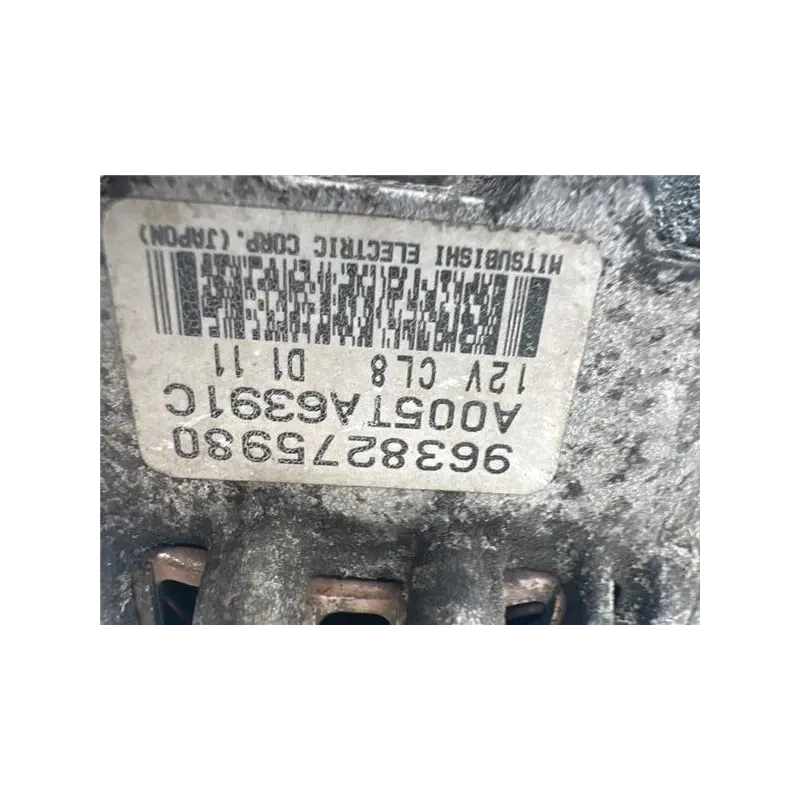 9638275980
A005TA6391C
12V CL8 D1 11
MITSUBISHI ELECTRIC CORP. (JAPON)